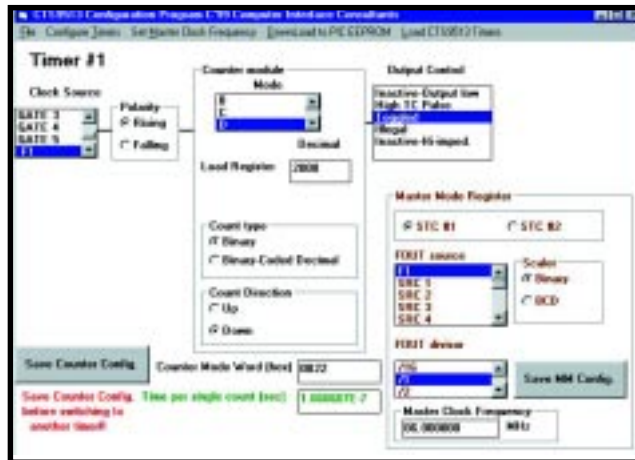 CTS9513 Configuration Program C '99 Computer Interface Consultants
File Configure Timers Set Master Clock Frequency DownLoad to PIC EEPROM Load CTS9513 Timers
Timer #1
Clock Source
GATE 3
GATE 4
GATE 5
F1
Polarity
Rising
Falling
Counter module
Mode
B
C
D
Decimal
Load Register
2000
Count type
Binary
Binary-Coded Decimal
Count Direction
Up
Down
Output Control
Inactive-Output low
High TC Pulse
Toggled
Illegal
Inactive-Hi-imped.
Master Mode Register
STC #1
STC #2
FOUT source
F1
SRC 1
SRC 2
SRC 3
SRC 4
Scaler
Binary
BCD
FOUT divisor
/16
/1
/2
Save MM Config.
Master Clock Frequency
MHz
Save Counter Config.
Counter Mode Word (hex)
0B22
Save Counter Config.
before switching to
another timer!!
Time per single count (sec)